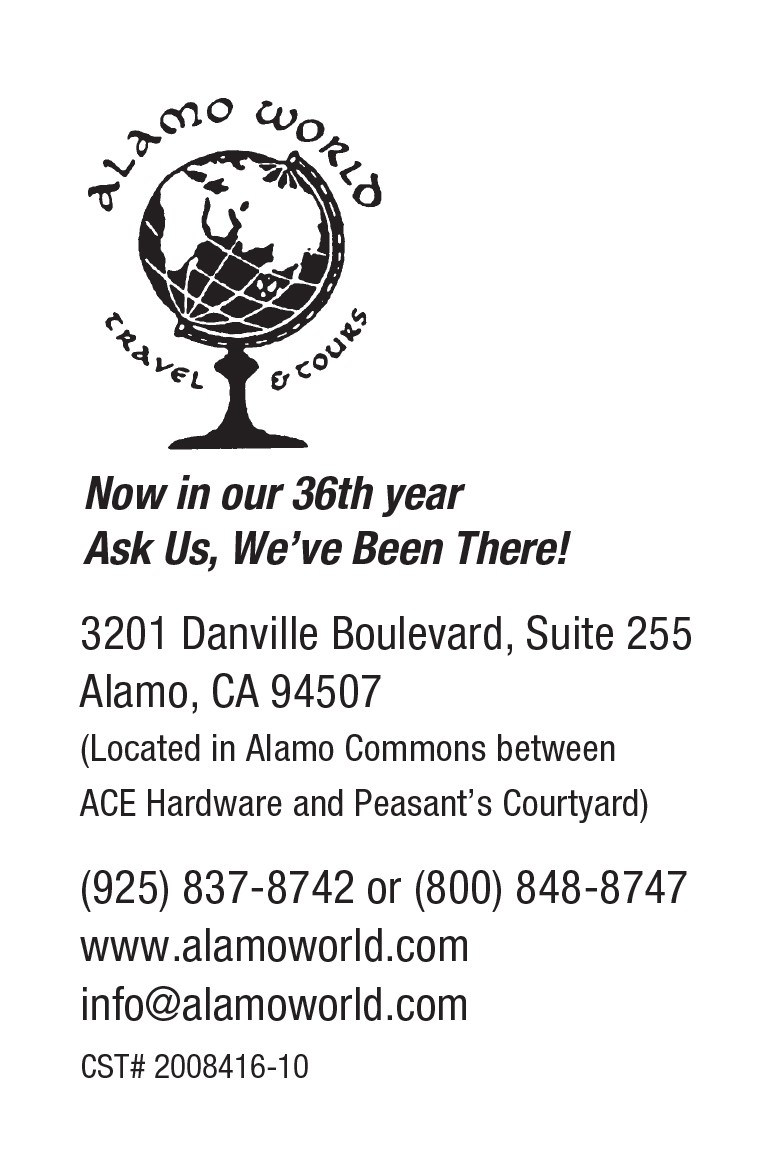 ALAMO WORLD
TRAVEL & TOURS
Now in our 36th year
Ask Us, We’ve Been There!
3201 Danville Boulevard, Suite 255
Alamo, CA 94507
(Located in Alamo Commons between
ACE Hardware and Peasant’s Courtyard)
(925) 837-8742 or (800) 848-8747
www.alamoworld.com
info@alamoworld.com
CST# 2008416-10